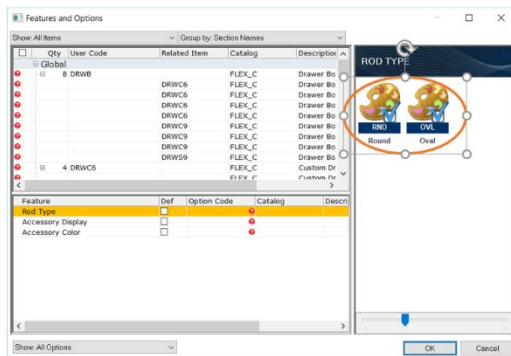 Features and Options
Show: All Items
Group by: Section Names
Qty User Code Related Item Catalog Description
Global
8 DRWB FLEX_C Drawer Bo
DRWC6 FLEX_C Drawer Bo
DRWC6 FLEX_C Drawer Bo
DRWC6 FLEX_C Drawer Bo
DRWC6 FLEX_C Drawer Bo
DRWC9 FLEX_C Drawer Bo
DRWC9 FLEX_C Drawer Bo
DRWC9 FLEX_C Drawer Bo
DRWS9 FLEX_C Drawer Bo
4 DRWC6 FLEX_C Custom Dr
FLEX_C Custom Dr
Feature Def Option Code Catalog Descri
Rod Type
Accessory Display
Accessory Color
Show: All Options
ROD TYPE
RND OVL
Round Oval
OK Cancel